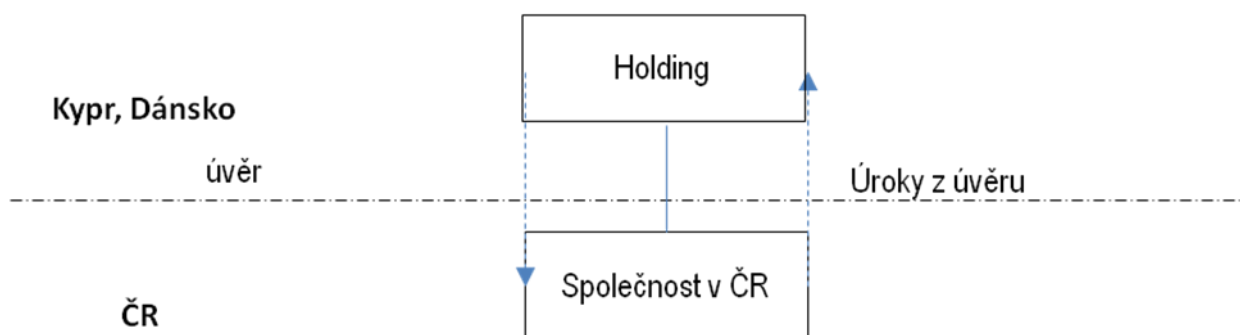 Holding
Kypr, Dánsko
úvěr
Úroky z úvěru
Společnost v ČR
ČR